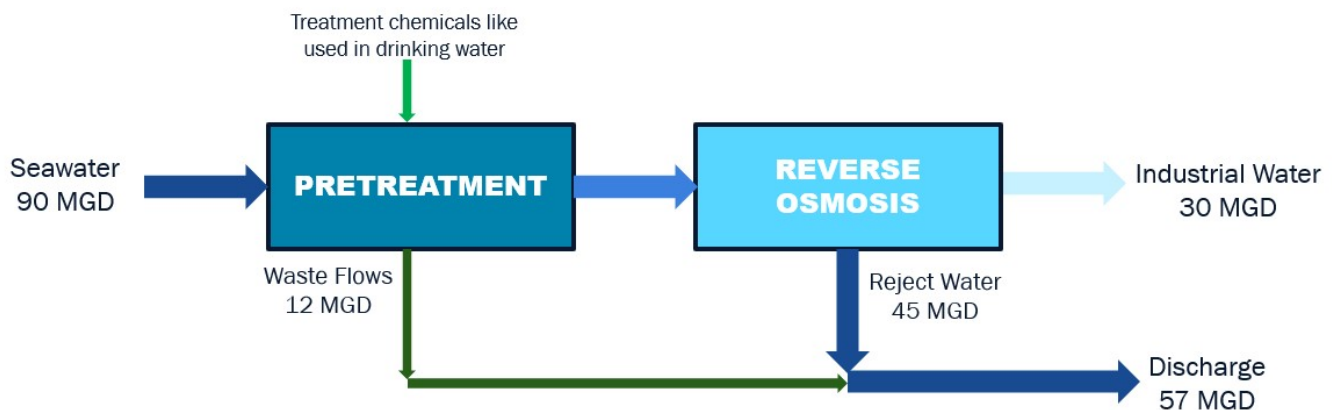 Treatment chemicals like
used in drinking water
Seawater
90 MGD
PRETREATMENT
REVERSE
OSMOSIS
Industrial Water
30 MGD
Waste Flows
12 MGD
Reject Water
45 MGD
Discharge
57 MGD